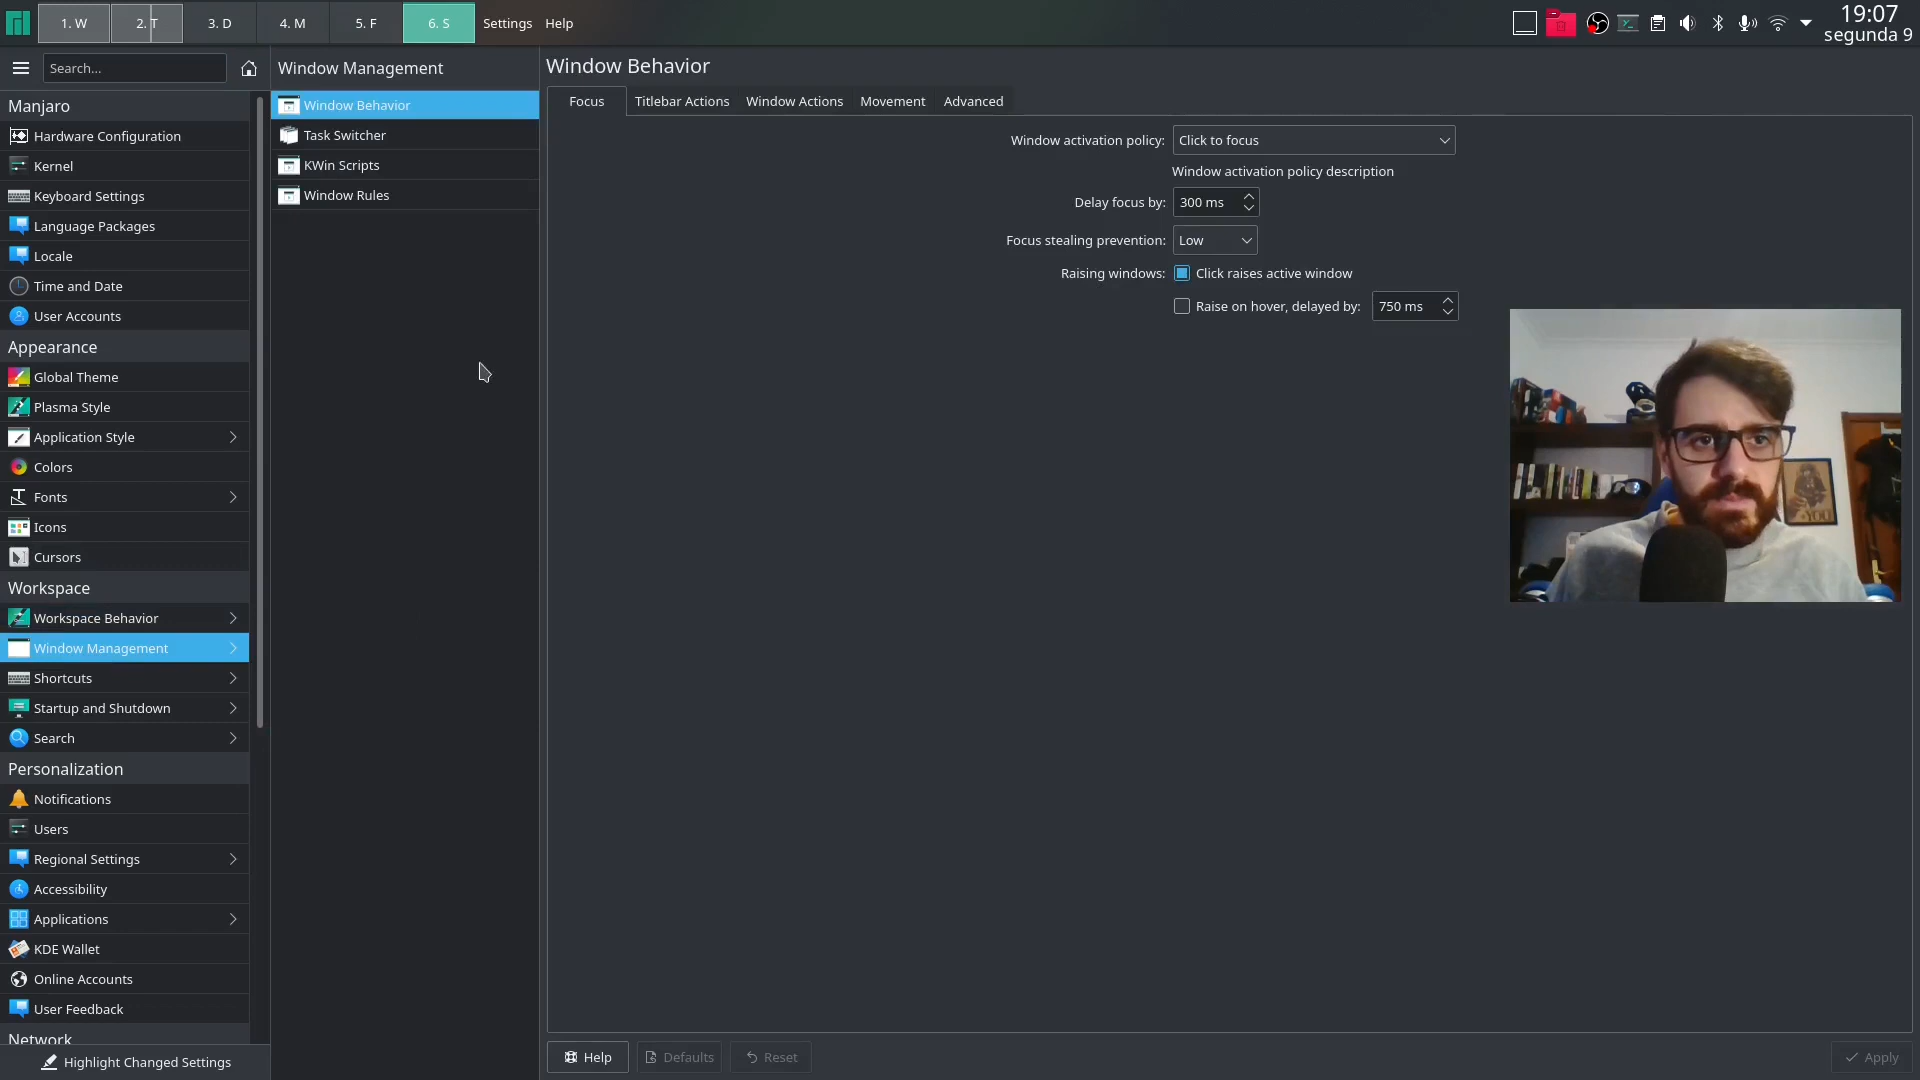 1. W
2. T
3. D
4. M
5. F
6. S
Settings
Help
19:07
segunda 9
Search...
Manjaro
Hardware Configuration
Kernel
Keyboard Settings
Language Packages
Locale
Time and Date
User Accounts
Appearance
Global Theme
Plasma Style
Application Style
Colors
Fonts
Icons
Cursors
Workspace
Workspace Behavior
Window Management
Shortcuts
Startup and Shutdown
Search
Personalization
Notifications
Users
Regional Settings
Accessibility
Applications
KDE Wallet
Online Accounts
User Feedback
Network
Highlight Changed Settings
Window Management
Window Behavior
Task Switcher
KWin Scripts
Window Rules
Window Behavior
Focus
Titlebar Actions
Window Actions
Movement
Advanced
Window activation policy:
Click to focus
Window activation policy description
Delay focus by:
300 ms
Focus stealing prevention:
Low
Raising windows:
Click raises active window
Raise on hover, delayed by:
750 ms
YOU
Help
Defaults
Reset
Apply